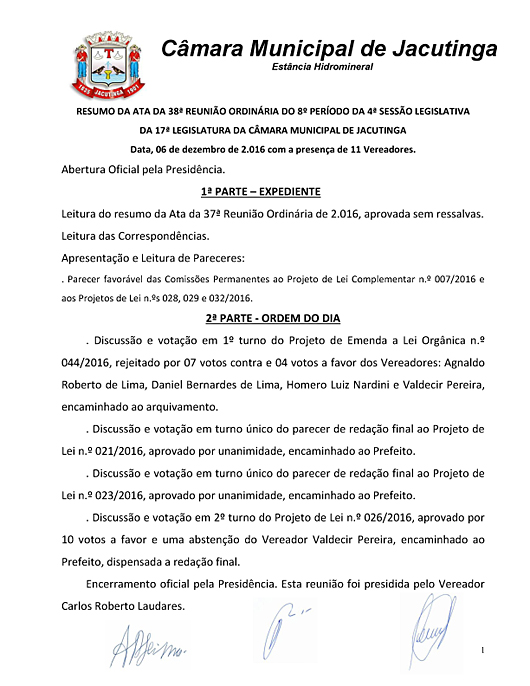 Câmara Municipal de Jacutinga
Estância Hidromineral
1835 JACUTINGA 1901
RESUMO DA ATA DA 38ª REUNIÃO ORDINÁRIA DO 8º PERÍODO DA 4ª SESSÃO LEGISLATIVA
DA 17ª LEGISLATURA DA CÂMARA MUNICIPAL DE JACUTINGA
Data, 06 de dezembro de 2.016 com a presença de 11 Vereadores.
Abertura Oficial pela Presidência.
1ª PARTE – EXPEDIENTE
Leitura do resumo da Ata da 37ª Reunião Ordinária de 2.016, aprovada sem ressalvas.
Leitura das Correspondências.
Apresentação e Leitura de Pareceres:
. Parecer favorável das Comissões Permanentes ao Projeto de Lei Complementar n.º 007/2016 e
aos Projetos de Lei n.ºs 028, 029 e 032/2016.
2ª PARTE - ORDEM DO DIA
. Discussão e votação em 1º turno do Projeto de Emenda a Lei Orgânica n.º
044/2016, rejeitado por 07 votos contra e 04 votos a favor dos Vereadores: Agnaldo
Roberto de Lima, Daniel Bernardes de Lima, Homero Luiz Nardini e Valdecir Pereira,
encaminhado ao arquivamento.
. Discussão e votação em turno único do parecer de redação final ao Projeto de
Lei n.º 021/2016, aprovado por unanimidade, encaminhado ao Prefeito.
. Discussão e votação em turno único do parecer de redação final ao Projeto de
Lei n.º 023/2016, aprovado por unanimidade, encaminhado ao Prefeito.
. Discussão e votação em 2º turno do Projeto de Lei n.º 026/2016, aprovado por
10 votos a favor e uma abstenção do Vereador Valdecir Pereira, encaminhado ao
Prefeito, dispensada a redação final.
Encerramento oficial pela Presidência. Esta reunião foi presidida pelo Vereador
Carlos Roberto Laudares.
1